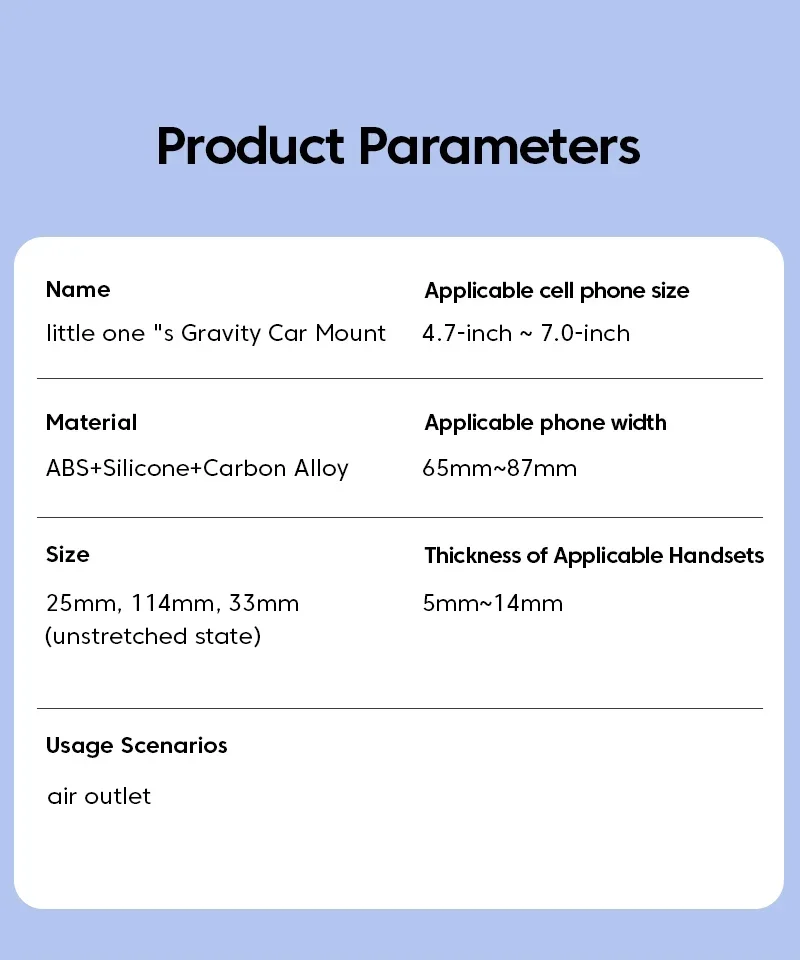 Product Parameters
Name
little one "s Gravity Car Mount
Applicable cell phone size
4.7-inch ~ 7.0-inch
Material
ABS+Silicone+Carbon Alloy
Applicable phone width
65mm~87mm
Size
25mm, 114mm, 33mm
(unstretched state)
Thickness of Applicable Handsets
5mm~14mm
Usage Scenarios
air outlet